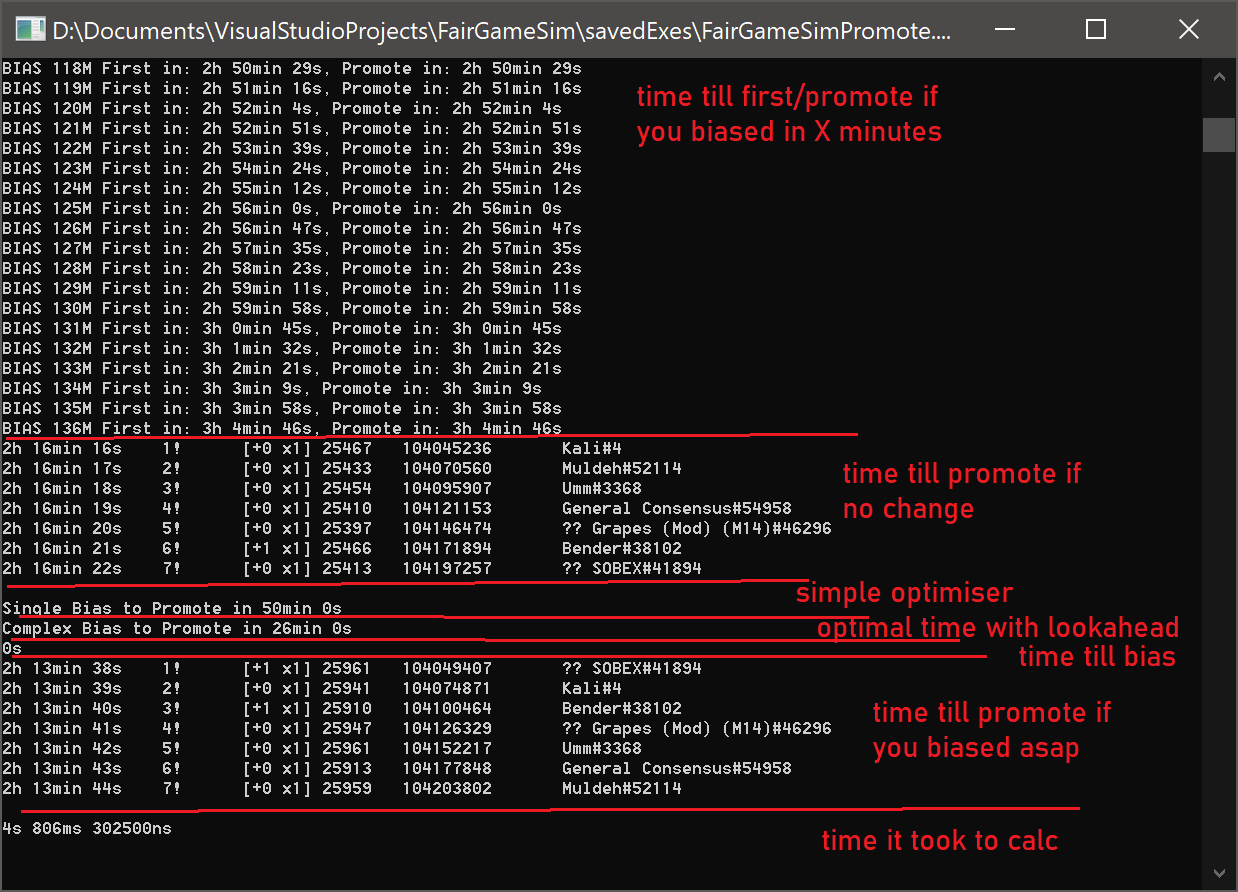 D:\Documents\VisualStudioProjects\FairGameSim\savedExes\FairGameSimPromote....
BIAS 118M First in: 2h 50min 29s, Promote in: 2h 50min 29s
BIAS 119M First in: 2h 51min 16s, Promote in: 2h 51min 16s
time till first/promote if
BIAS 120M First in: 2h 52min 4s, Promote in: 2h 52min 4s
BIAS 121M First in: 2h 52min 51s, Promote in: 2h 52min 51s
you biased in X minutes
BIAS 122M First in: 2h 53min 39s, Promote in: 2h 53min 39s
BIAS 123M First in: 2h 54min 24s, Promote in: 2h 54min 24s
BIAS 124M First in: 2h 55min 12s, Promote in: 2h 55min 12s
BIAS 125M First in: 2h 56min 0s, Promote in: 2h 56min 0s
BIAS 126M First in: 2h 56min 47s, Promote in: 2h 56min 47s
BIAS 127M First in: 2h 57min 35s, Promote in: 2h 57min 35s
BIAS 128M First in: 2h 58min 23s, Promote in: 2h 58min 23s
BIAS 129M First in: 2h 59min 11s, Promote in: 2h 59min 11s
BIAS 130M First in: 2h 59min 58s, Promote in: 2h 59min 58s
BIAS 131M First in: 3h 0min 45s, Promote in: 3h 0min 45s
BIAS 132M First in: 3h 1min 32s, Promote in: 3h 1min 32s
BIAS 133M First in: 3h 2min 21s, Promote in: 3h 2min 21s
BIAS 134M First in: 3h 3min 9s, Promote in: 3h 3min 9s
BIAS 135M First in: 3h 3min 58s, Promote in: 3h 3min 58s
BIAS 136M First in: 3h 4min 46s, Promote in: 3h 4min 46s
2h 16min 16s 1! [+0 x1] 25467 104045236 Kali#4
2h 16min 17s 2! [+0 x1] 25433 104070560 Muldeh#52114
time till promote if
2h 16min 18s 3! [+0 x1] 25454 104095907 Umm#3368
2h 16min 19s 4! [+0 x1] 25410 104121153 General Consensus#54958
no change
2h 16min 20s 5! [+0 x1] 25397 104146474 ?? Grapes (Mod) (M14)#46296
2h 16min 21s 6! [+1 x1] 25466 104171894 Bender#38102
2h 16min 22s 7! [+0 x1] 25413 104197257 ?? SOBEX#41894
simple optimiser
Single Bias to Promote in 50min 0s
Complex Bias to Promote in 26min 0s
optimal time with lookahead
0s
time till bias
2h 13min 38s 1! [+1 x1] 25961 104049407 ?? SOBEX#41894
2h 13min 39s 2! [+0 x1] 25941 104074871 Kali#4
2h 13min 40s 3! [+1 x1] 25910 104100464 Bender#38102
time till promote if
2h 13min 41s 4! [+0 x1] 25947 104126329 ?? Grapes (Mod) (M14)#46296
2h 13min 42s 5! [+0 x1] 25961 104152217 Umm#3368
you biased asap
2h 13min 43s 6! [+0 x1] 25913 104177848 General Consensus#54958
2h 13min 44s 7! [+0 x1] 25959 104203802 Muldeh#52114
4s 806ms 302500ns
time it took to calc